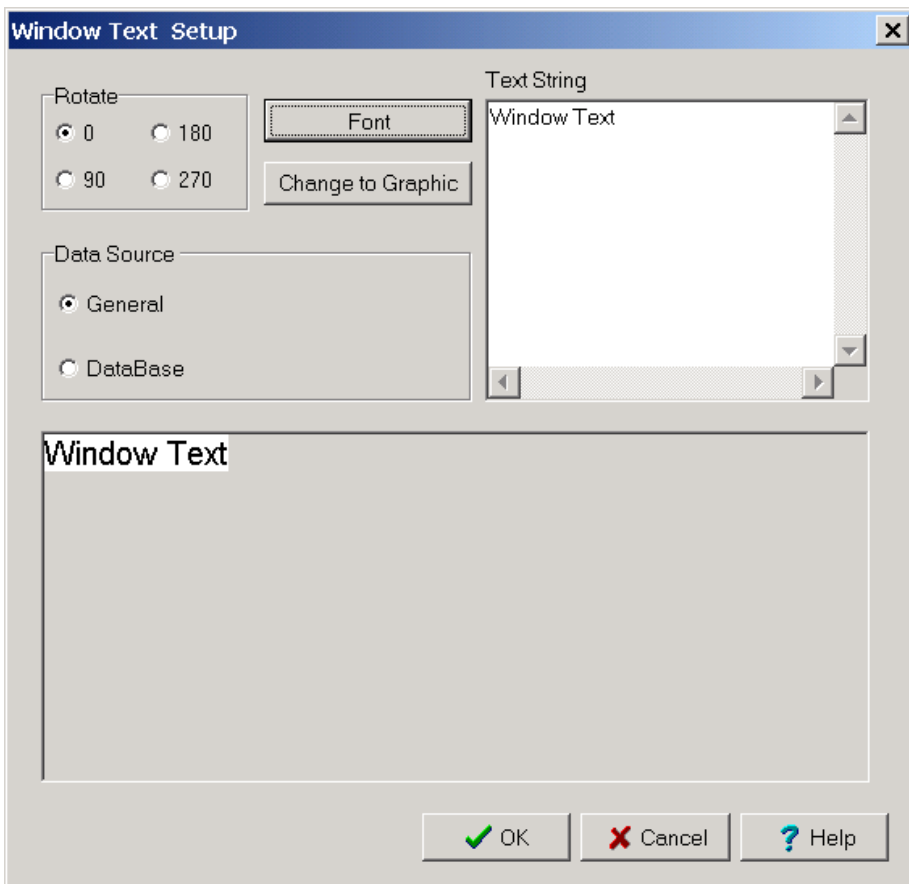 Window Text  Setup
Rotate
0
180
90
270
Font
Change to Graphic
Text String
Window Text
Data Source
General
DataBase
Window Text
OK
Cancel
? Help